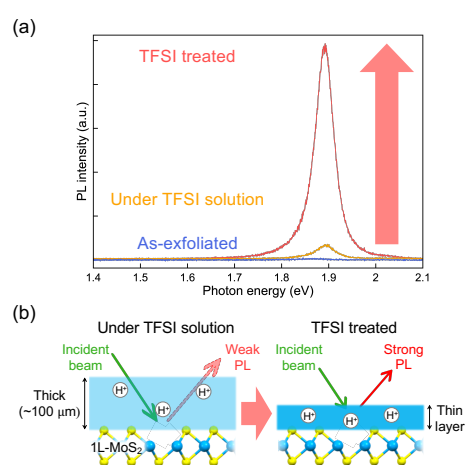 (a)
TFSI treated
Under TFSI solution
As-exfoliated
PL intensity (a.u.)
1.4 1.5 1.6 1.7 1.8 1.9 2 2.1
Photon energy (eV)
(b)
Under TFSI solution
TFSI treated
Incident
beam
Weak
PL
Incident
beam
Strong
PL
Thick
(~100 μm)
H⁺ H⁺ H⁺
1L-MoS₂
H⁺ H⁺ H⁺
Thin
layer